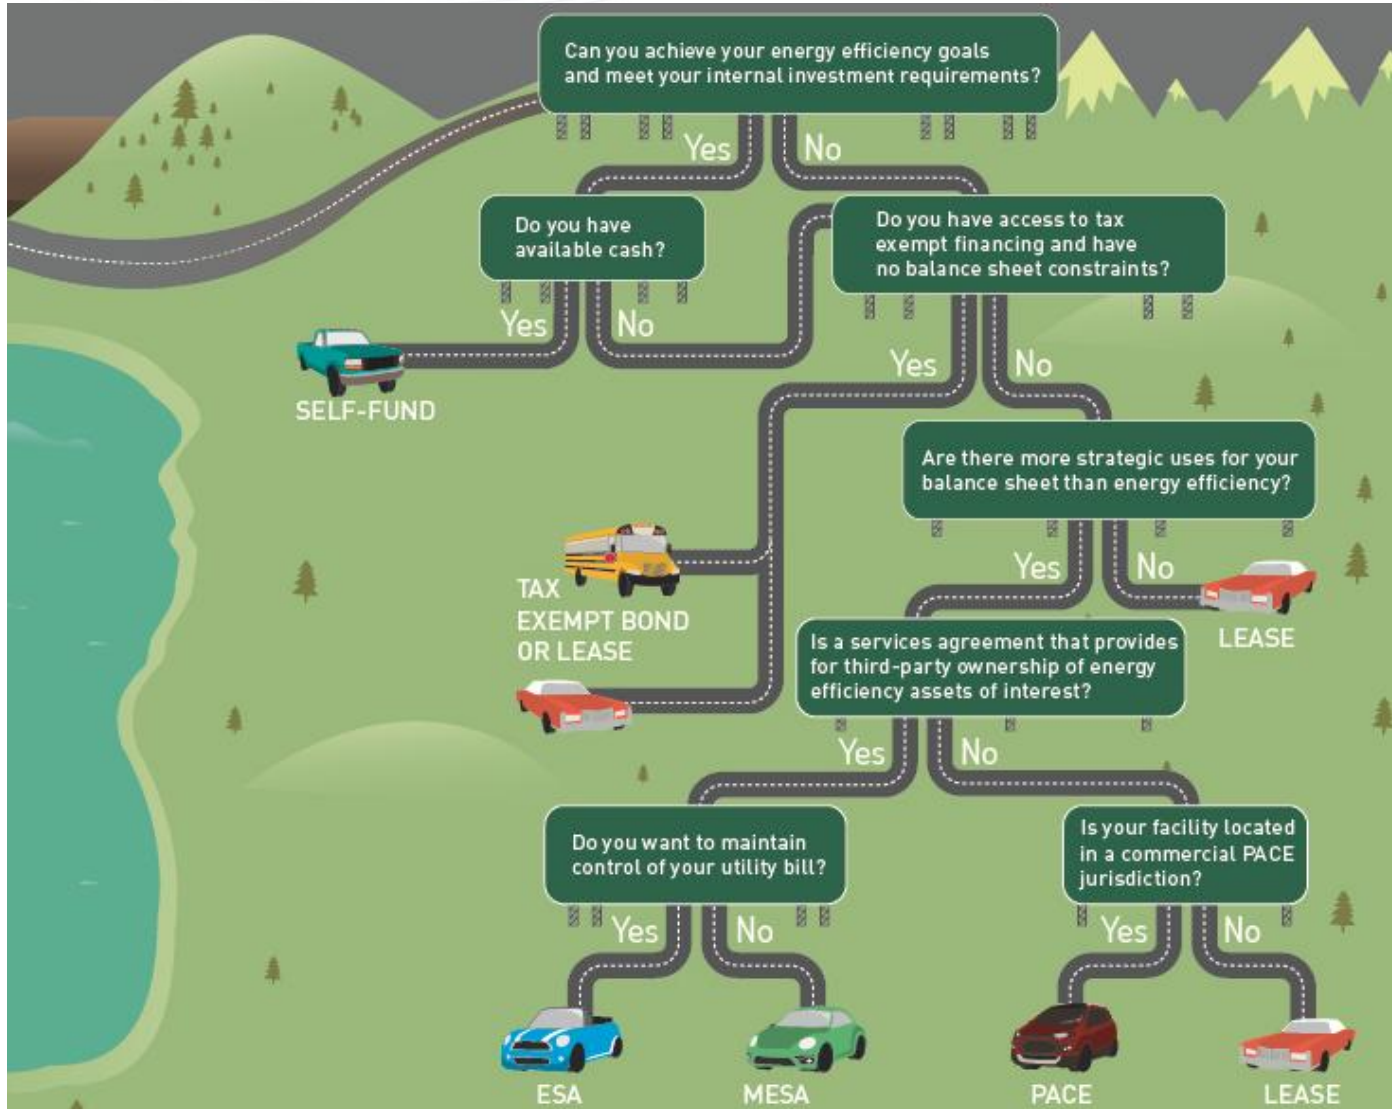 Can you achieve your energy efficiency goals
and meet your internal investment requirements?
Yes
No
Do you have
available cash?
Do you have access to tax
exempt financing and have
no balance sheet constraints?
Yes
No
SELF-FUND
Yes
No
Are there more strategic uses for your
balance sheet than energy efficiency?
Yes
No
LEASE
TAX
EXEMPT BOND
OR LEASE
Is a services agreement that provides
for third-party ownership of energy
efficiency assets of interest?
Yes
No
Do you want to maintain
control of your utility bill?
Is your facility located
in a commercial PACE
jurisdiction?
Yes
No
Yes
No
ESA
MESA
PACE
LEASE